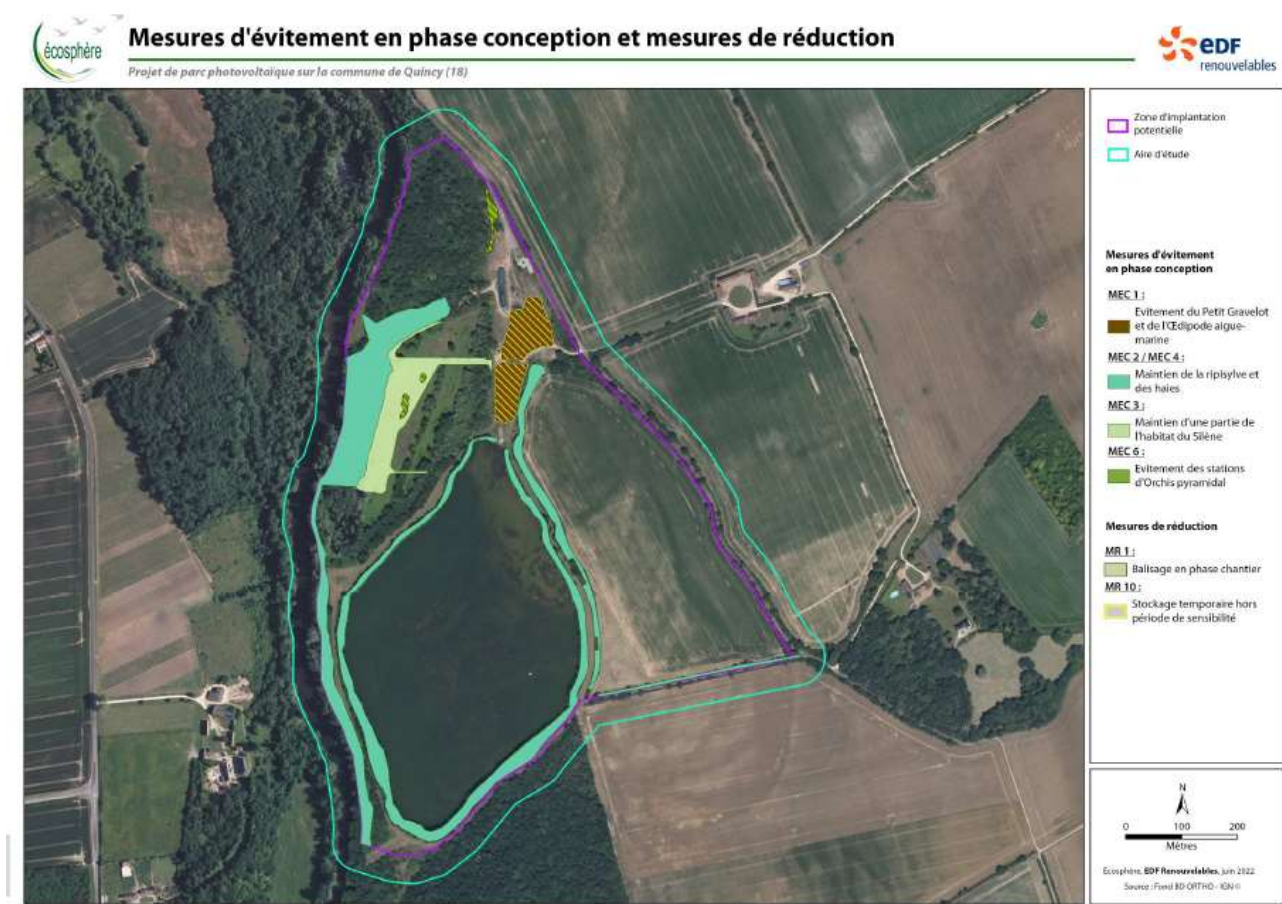 écosphère
Mesures d'évitement en phase conception et mesures de réduction
Projet de parc photovoltaïque sur la commune de Quincy (18)
eDF
renouvelables
Zone d'implantation
potentielle
Aire d'étude
Mesures d'évitement
en phase conception
MEC 1 :
Evitement du Petit Gravelot
et de l'Œdipode aigue-
marine
MEC 2 / MEC 4 :
Maintien de la ripisylve et
des haies
MEC 3 :
Maintien d'une partie de
l'habitat du Silène
MEC 6 :
Evitement des stations
d'Orchis pyramidal
Mesures de réduction
MR 1 :
Balisage en phase chantier
MR 10 :
Stockage temporaire hors
période de sensibilité
N
0 100 200
Mètres
Ecosphère, EDF Renouvelables, juin 2022
Source : Fond BD ORTHO - IGN ©